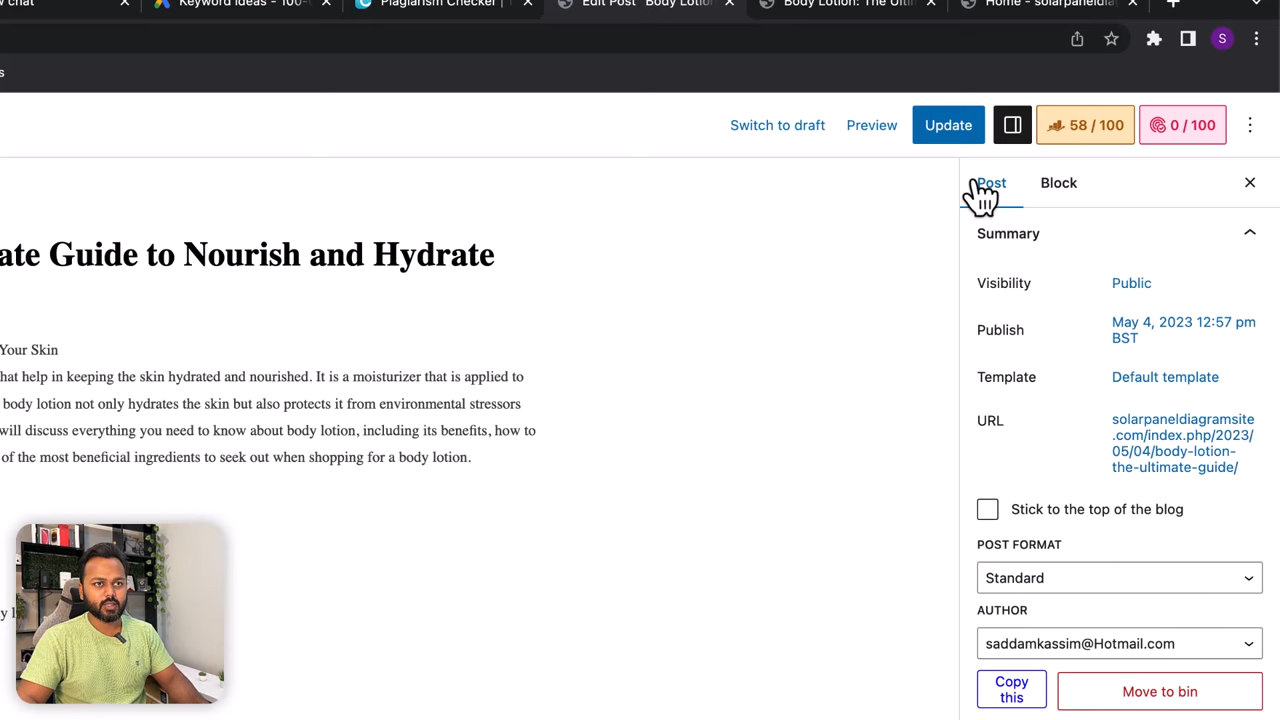 Keyword Ideas - 100-
Plagiarism Checker |
Edit Post "Body Lotio
Body Lotion: The Ulti
Home - solarpaneldia
S
s
Switch to draft
Preview
Update
58 / 100
0 / 100
Post
Block
ate Guide to Nourish and Hydrate
Summary
Visibility
Public
Publish
May 4, 2023 12:57 pm
BST
Template
Default template
URL
solarpaneldiagramsite
.com/index.php/2023/
05/04/body-lotion-
the-ultimate-guide/
Your Skin
hat help in keeping the skin hydrated and nourished. It is a moisturizer that is applied to
body lotion not only hydrates the skin but also protects it from environmental stressors
will discuss everything you need to know about body lotion, including its benefits, how to
of the most beneficial ingredients to seek out when shopping for a body lotion.
Stick to the top of the blog
POST FORMAT
Standard
AUTHOR
saddamkassim@Hotmail.com
Copy
this
Move to bin